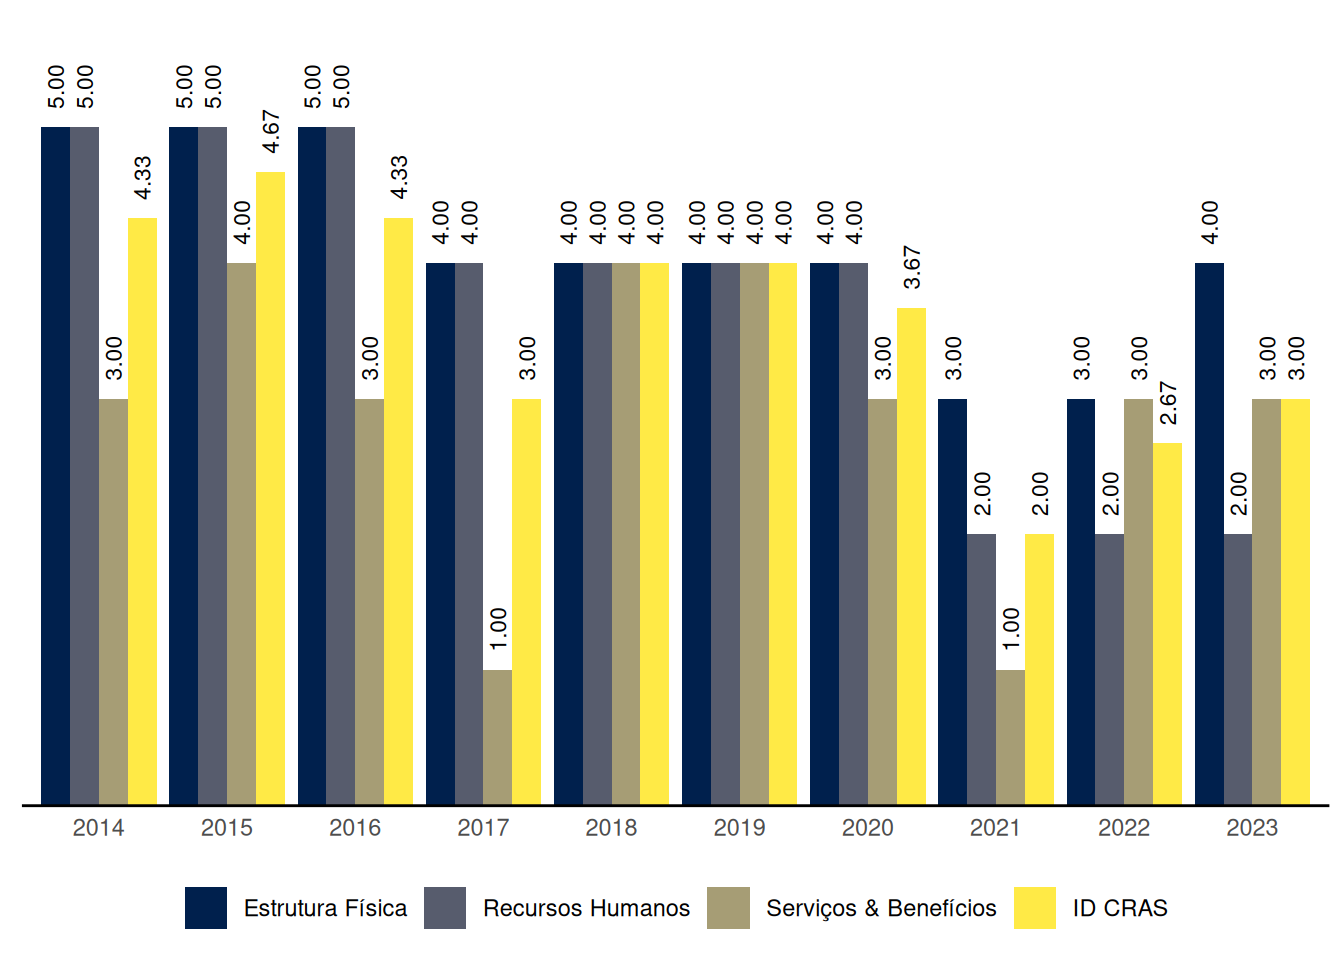 5.00 5.00 3.00 4.33 5.00 5.00 4.00 4.67 5.00 5.00 3.00 4.33 4.00 4.00 1.00 3.00 4.00 4.00 4.00 4.00 4.00 4.00 4.00 4.00 4.00 4.00 3.00 3.67 3.00 2.00 1.00 2.00 3.00 2.00 3.00 2.67 4.00 2.00 3.00 3.00
2014 2015 2016 2017 2018 2019 2020 2021 2022 2023
Estrutura Física Recursos Humanos Serviços & Benefícios ID CRAS